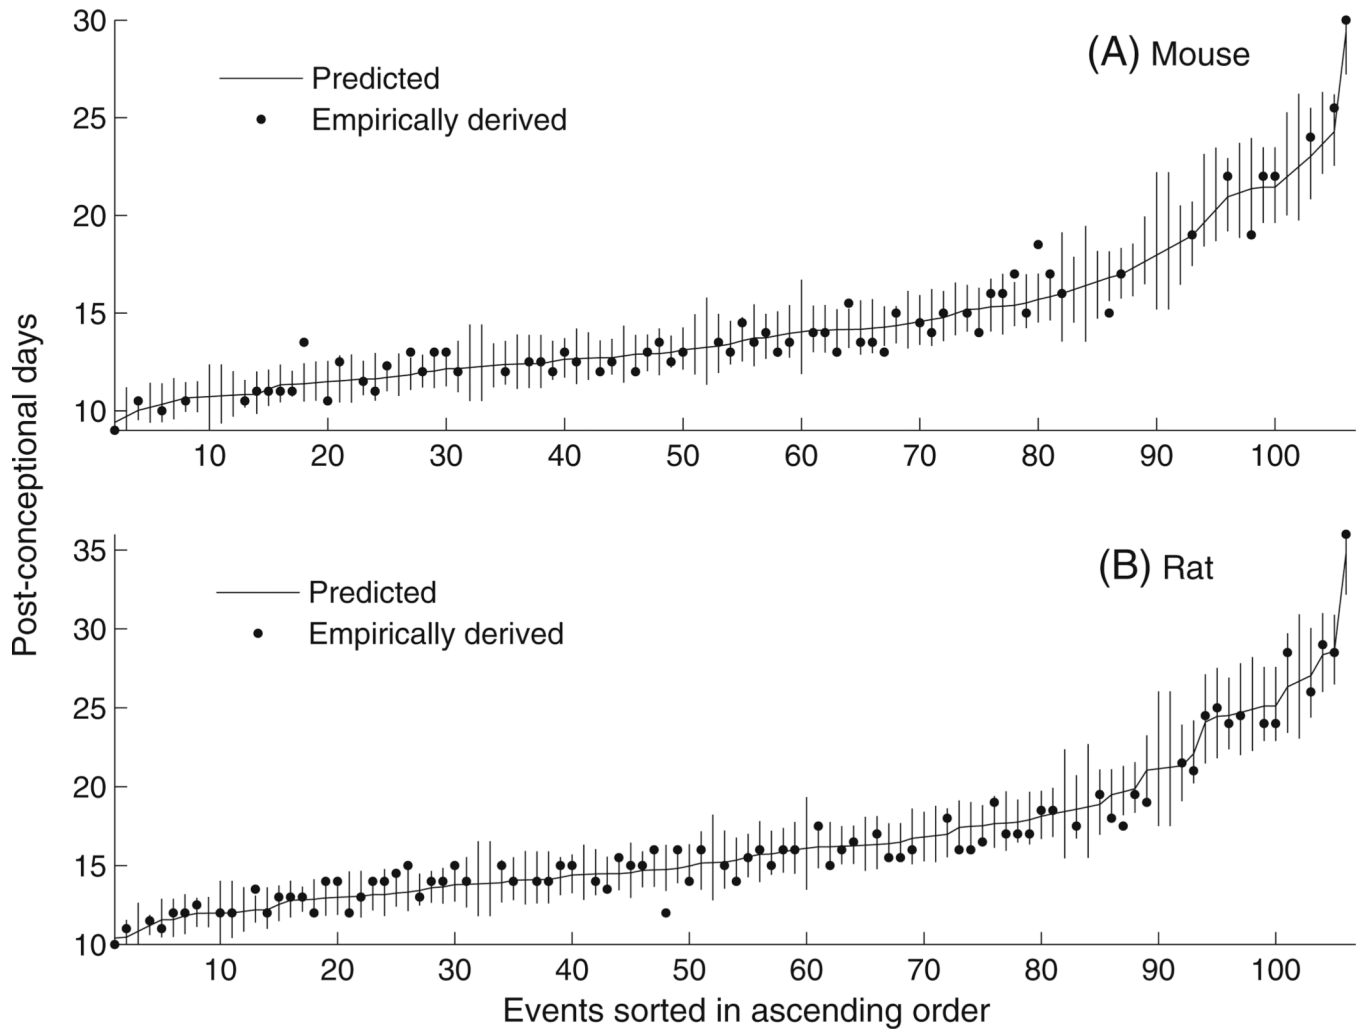 30
(A) Mouse
Predicted
Empirically derived
25
20
15
10
10 20 30 40 50 60 70 80 90 100
Post-conceptional days
35
(B) Rat
Predicted
Empirically derived
30
25
20
15
10
10 20 30 40 50 60 70 80 90 100
Events sorted in ascending order